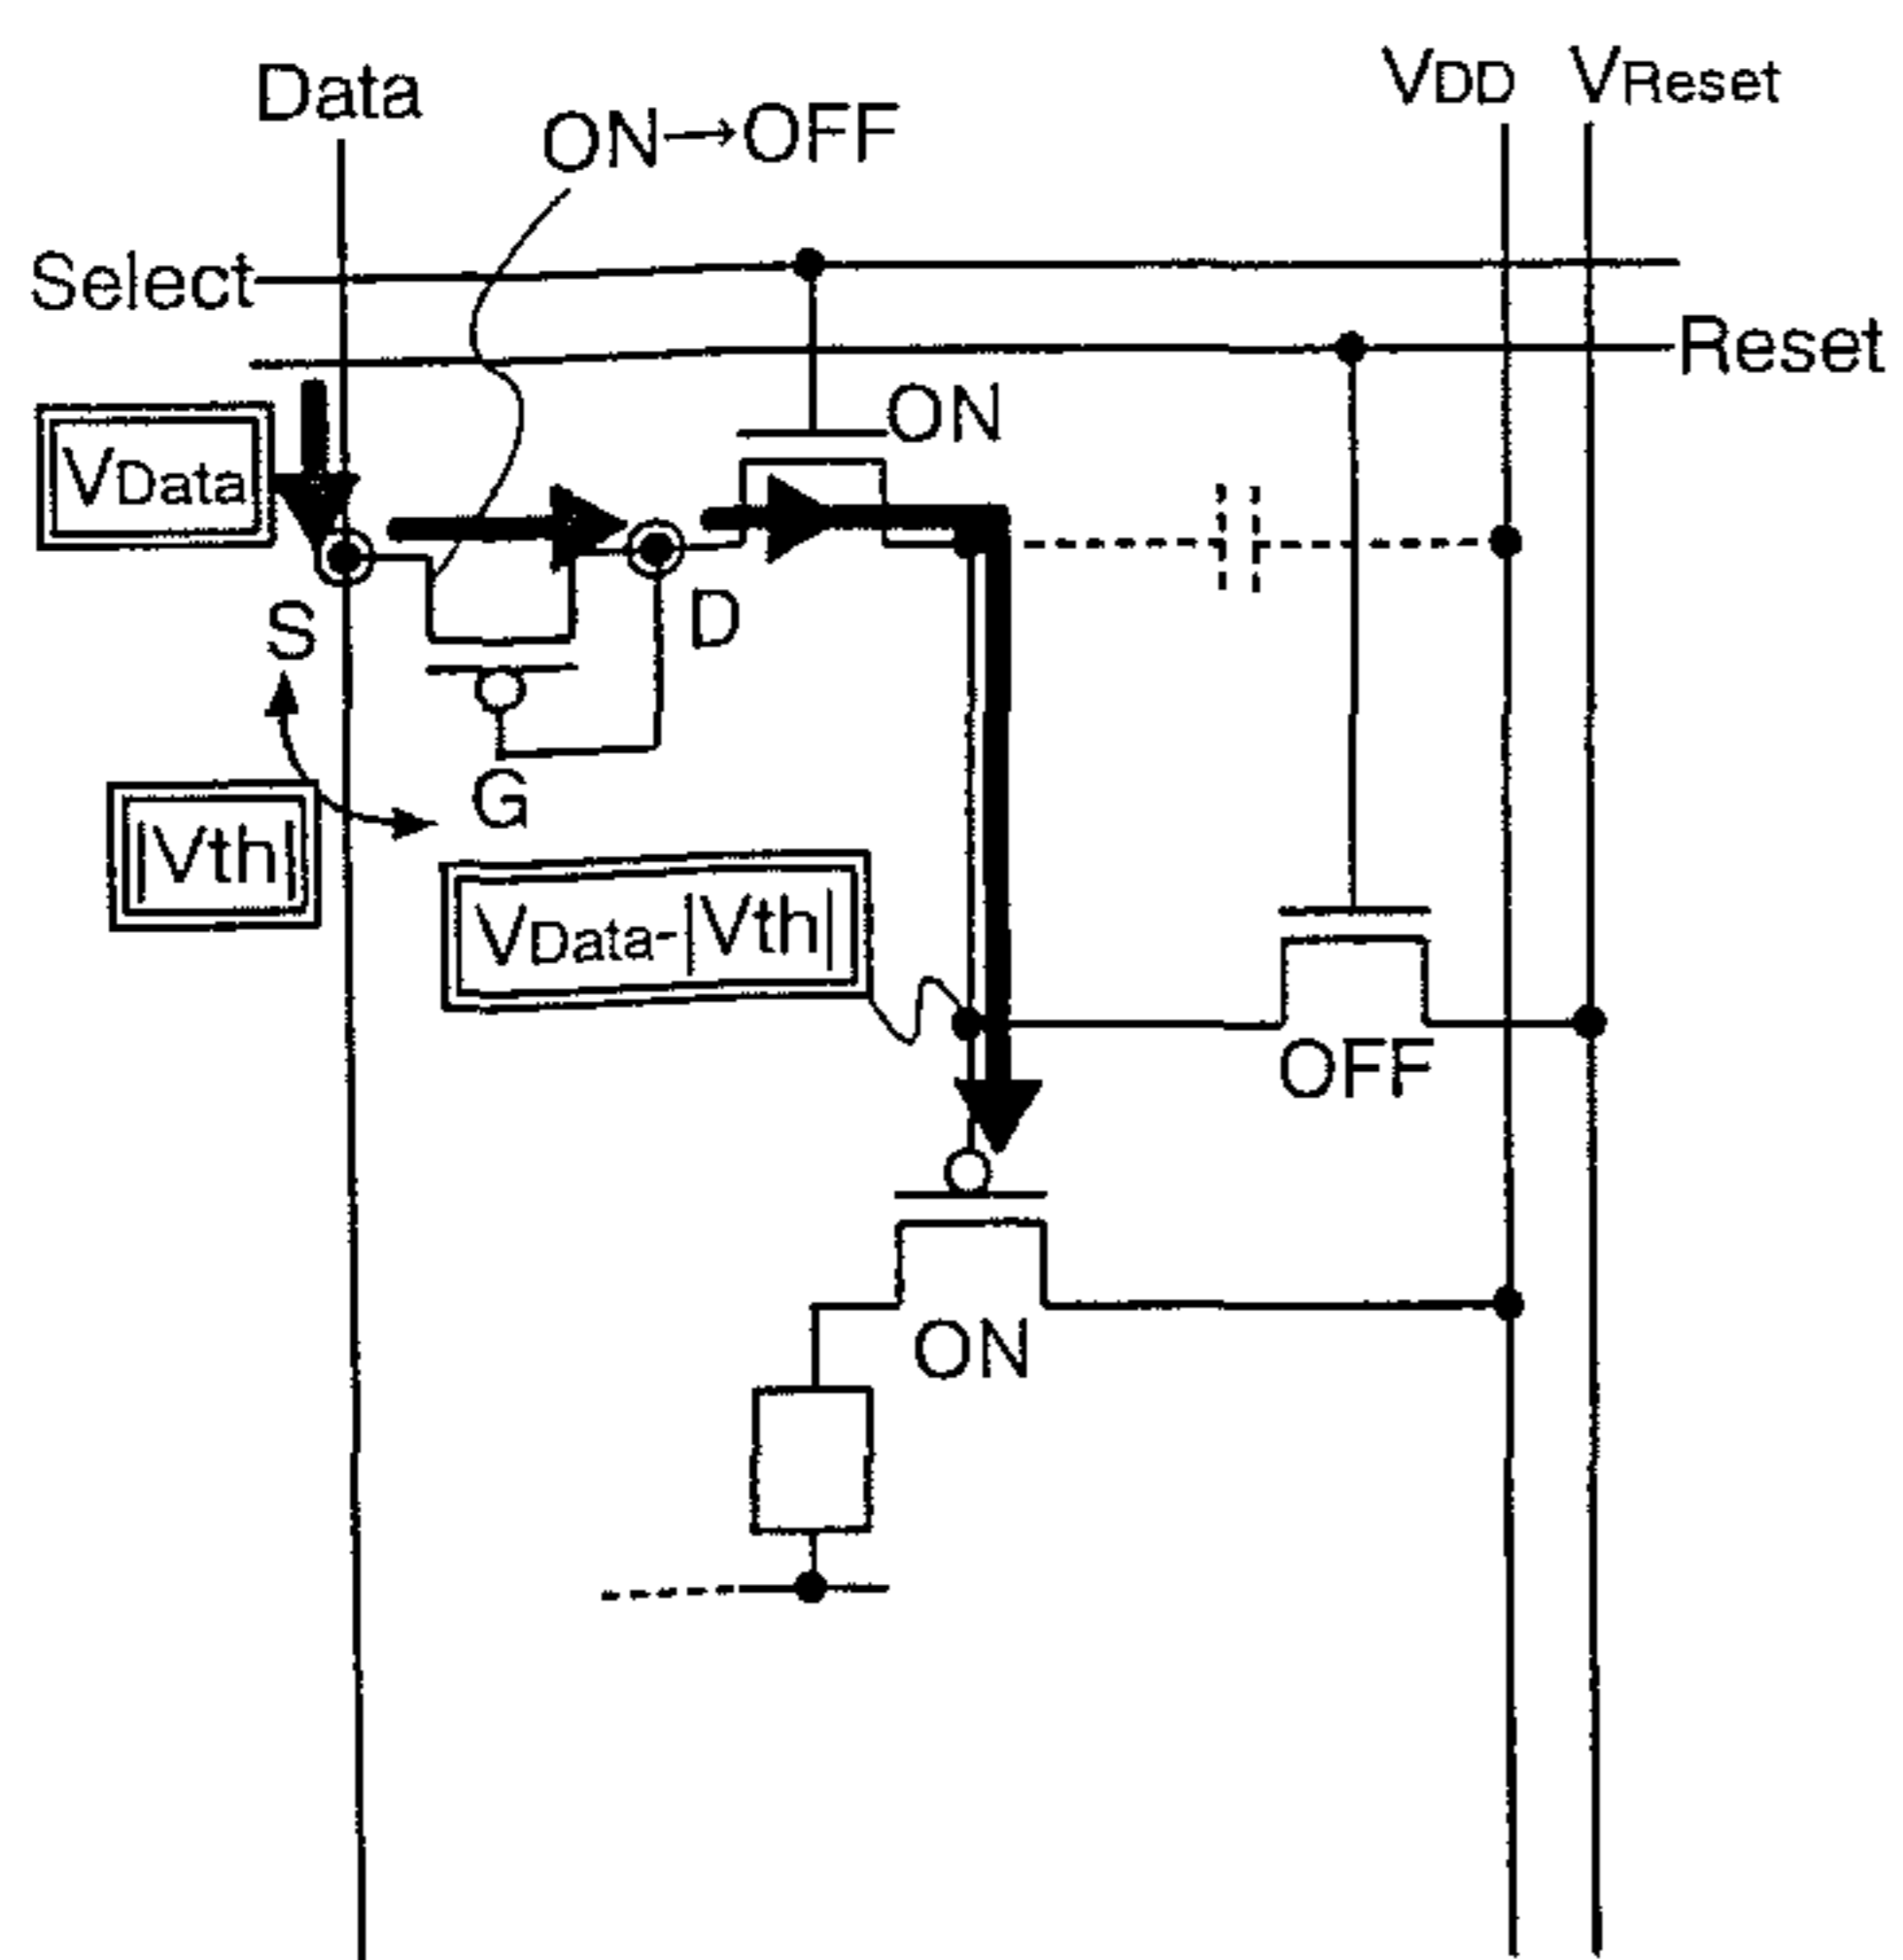 Data
ON→OFF
VDD
VReset
Select
Reset
ON
VData
S
D
G
|Vth|
VData-|Vth|
OFF
ON